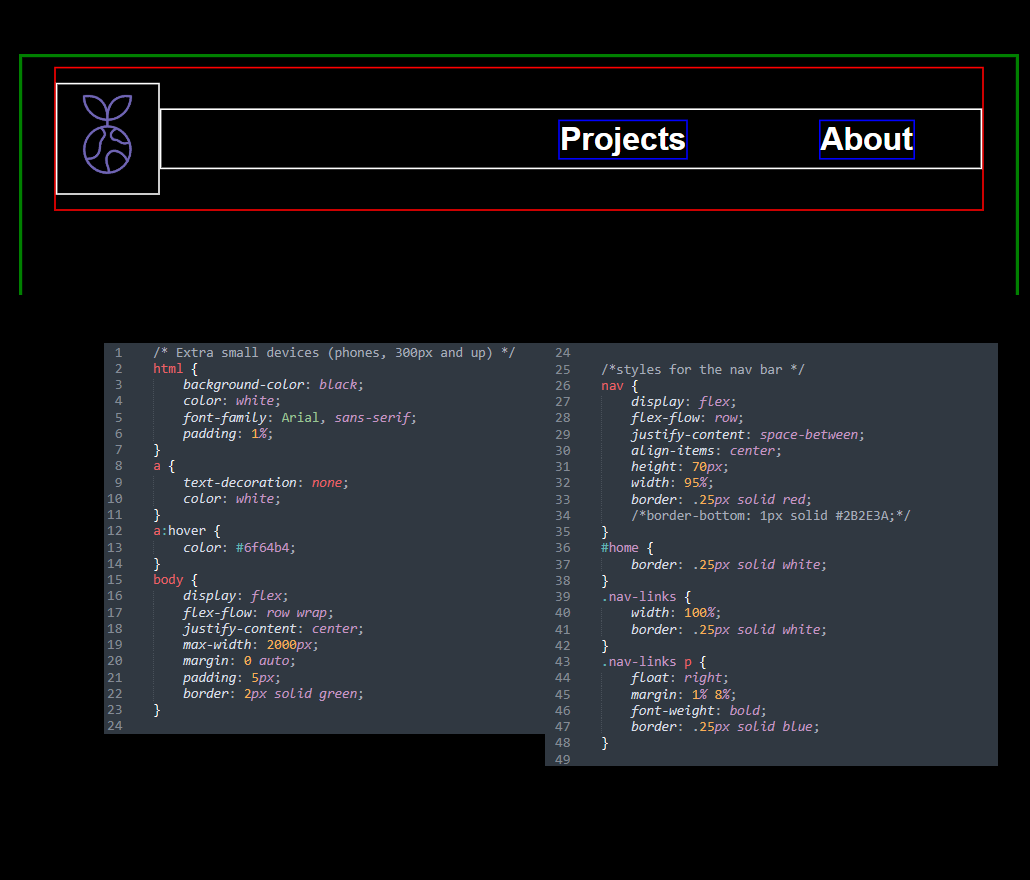 Projects
About
1 /* Extra small devices (phones, 300px and up) */
2 html {
3 background-color: black;
4 color: white;
5 font-family: Arial, sans-serif;
6 padding: 1%;
7 }
8 a {
9 text-decoration: none;
10 color: white;
11 }
12 a:hover {
13 color: #6f64b4;
14 }
15 body {
16 display: flex;
17 flex-flow: row wrap;
18 justify-content: center;
19 max-width: 2000px;
20 margin: 0 auto;
21 padding: 5px;
22 border: 2px solid green;
23 }
24
24
25 /*styles for the nav bar */
26 nav {
27 display: flex;
28 flex-flow: row;
29 justify-content: space-between;
30 align-items: center;
31 height: 70px;
32 width: 95%;
33 border: .25px solid red;
34 /*border-bottom: 1px solid #2B2E3A;*/
35 }
36 #home {
37 border: .25px solid white;
38 }
39 .nav-links {
40 width: 100%;
41 border: .25px solid white;
42 }
43 .nav-links p {
44 float: right;
45 margin: 1% 8%;
46 font-weight: bold;
47 border: .25px solid blue;
48 }
49